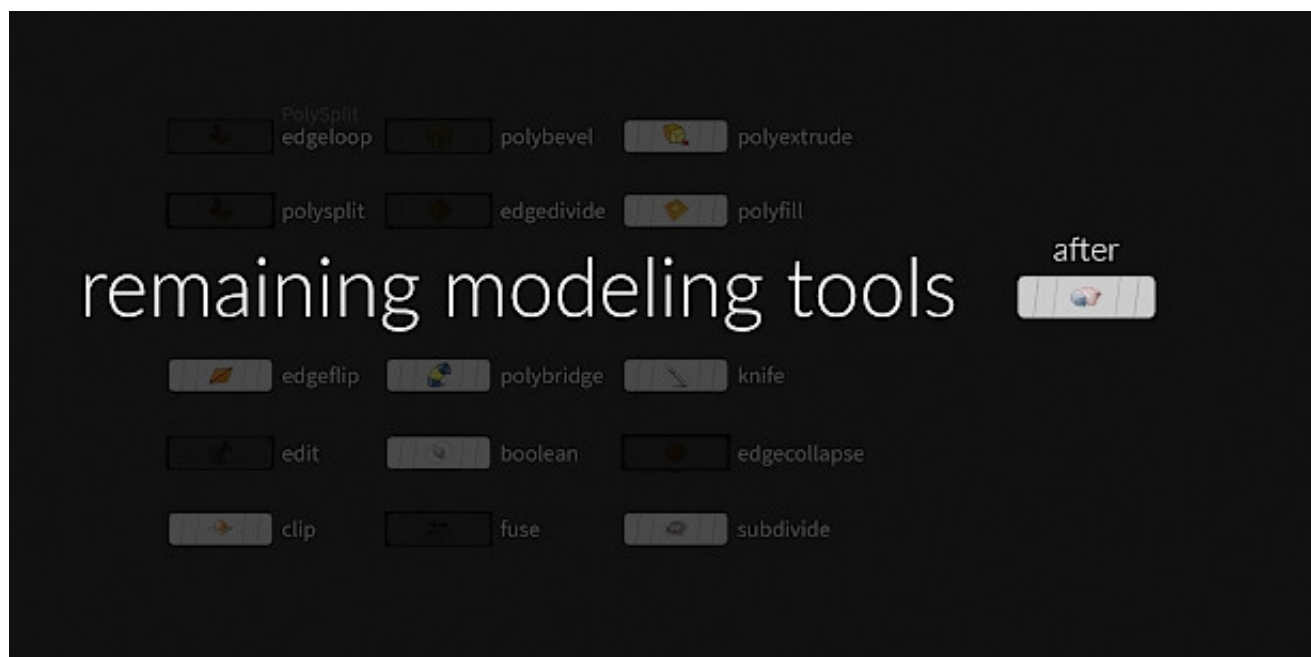 PolySplit
edgeloop polybevel polyextrude
polysplit edgedivide polyfill
after
remaining modeling tools
edgeflip polybridge knife
edit boolean edgecollapse
clip fuse subdivide